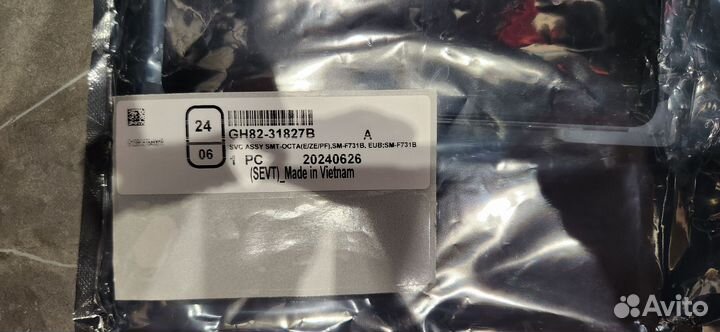 24
06
GH82-31827B A
SVC ASSY SMT-OCTA(E/ZE/PF),SM-F731B, EUB;SM-F731B
1 PC 20240626
(SEVT)_Made in Vietnam
Avito